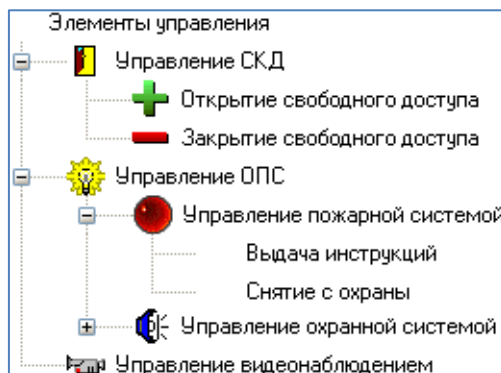 Элементы управления
Управление СКД
Открытие свободного доступа
Закрытие свободного доступа
Управление ОПС
Управление пожарной системой
Выдача инструкций
Снятие с охраны
Управление охранной системой
Управление видеонаблюдением